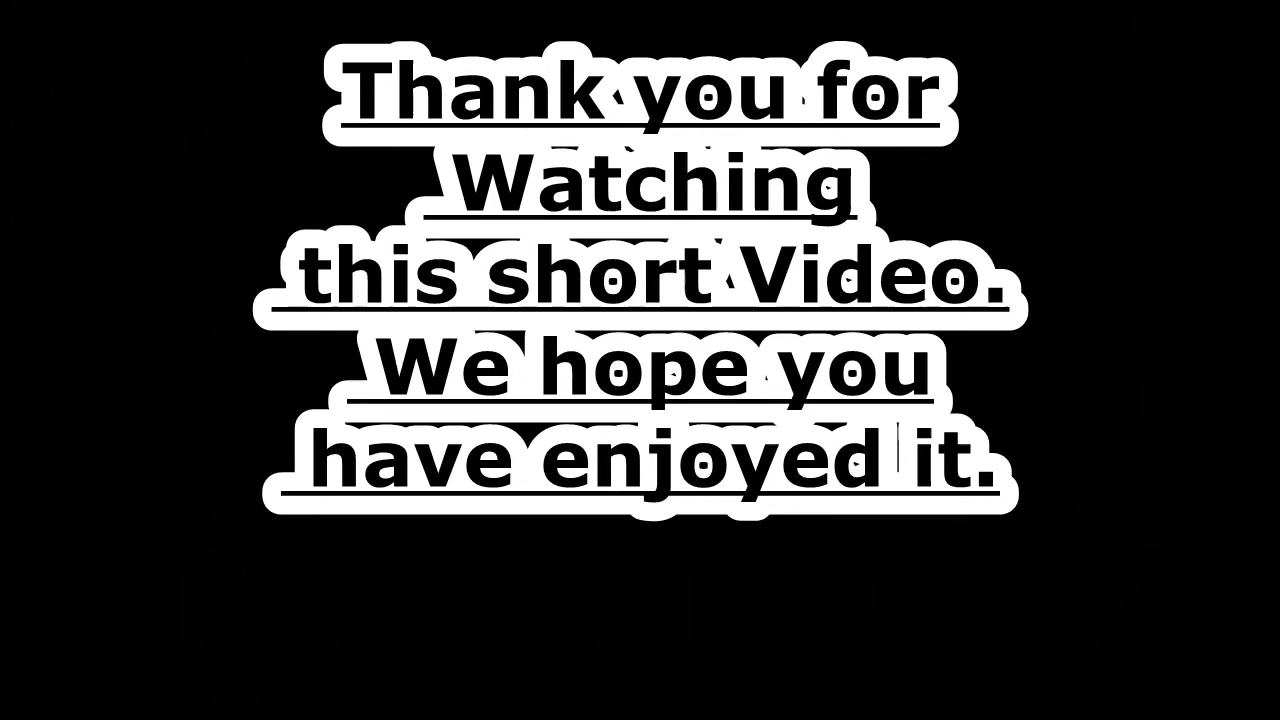 Thank you for
Watching
this short Video.
We hope you
have enjoyed it.